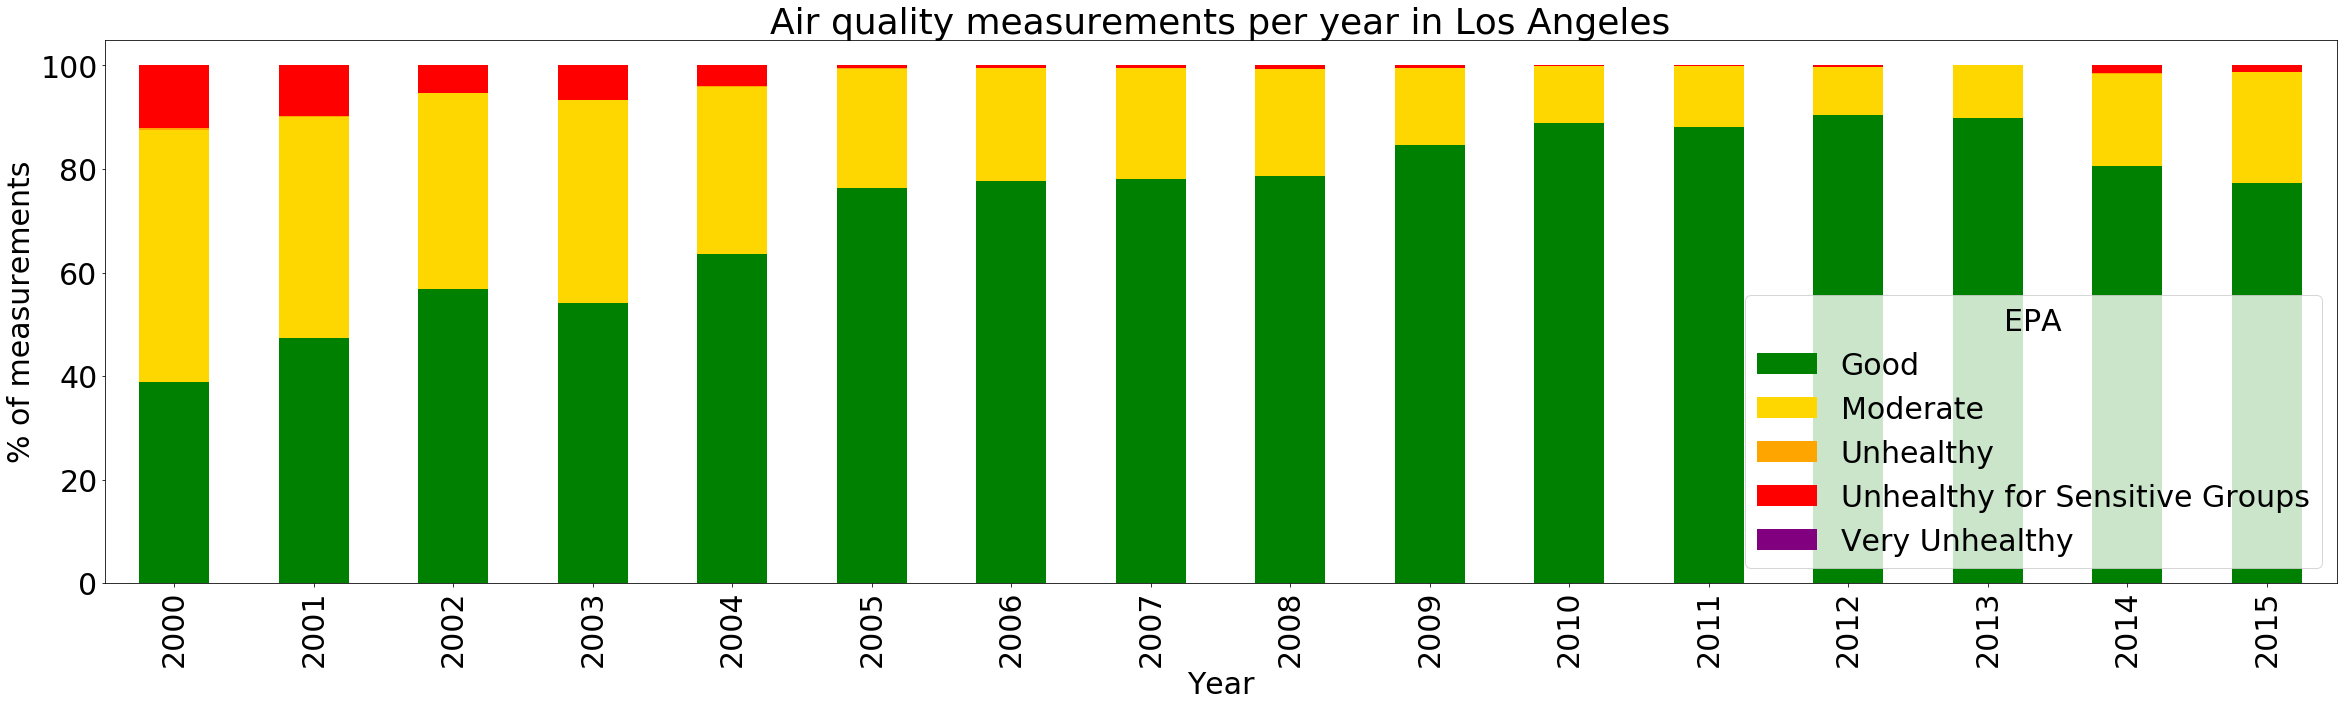 Air quality measurements per year in Los Angeles
% of measurements
100
80
60
40
20
0
EPA
Good
Moderate
Unhealthy
Unhealthy for Sensitive Groups
Very Unhealthy
2000
2001
2002
2003
2004
2005
2006
2007
2008
2009
2010
2011
2012
2013
2014
2015
Year